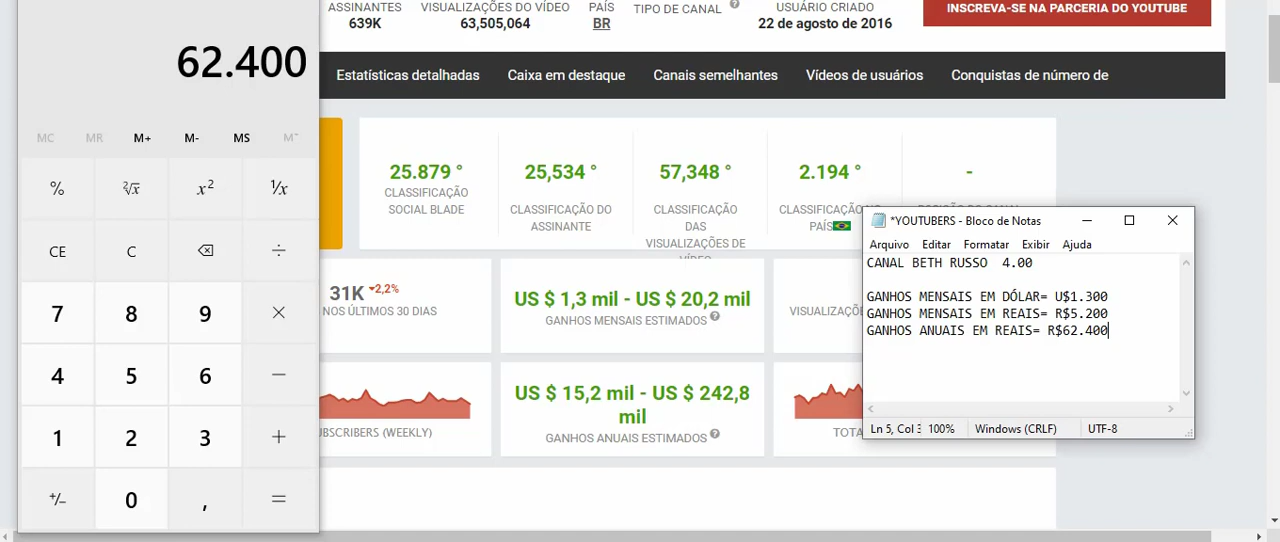 62.400
MC MR M+ M- MS M˅
% ²√x x² ¹/x
CE C ÷
7 8 9 ×
4 5 6 −
1 2 3 +
+/− 0 , =
ASSINANTES
639K
VISUALIZAÇÕES DO VÍDEO
63,505,064
PAÍS
BR
TIPO DE CANAL ?
USUÁRIO CRIADO
22 de agosto de 2016
INSCREVA-SE NA PARCERIA DO YOUTUBE
Estatísticas detalhadas Caixa em destaque Canais semelhantes Vídeos de usuários Conquistas de número de
25.879 °
CLASSIFICAÇÃO
SOCIAL BLADE
25,534 °
CLASSIFICAÇÃO DO
ASSINANTE
57,348 °
CLASSIFICAÇÃO
DAS
VISUALIZAÇÕES DE
VÍDEO
2.194 °
CLASSIFICAÇÃO
PAÍS
-
31K -2,2%
NOS ÚLTIMOS 30 DIAS
US $ 1,3 mil - US $ 20,2 mil
GANHOS MENSAIS ESTIMADOS ?
SUBSCRIBERS (WEEKLY)
US $ 15,2 mil - US $ 242,8
mil
GANHOS ANUAIS ESTIMADOS ?
*YOUTUBERS - Bloco de Notas
Arquivo Editar Formatar Exibir Ajuda
CANAL BETH RUSSO 4.00
GANHOS MENSAIS EM DÓLAR= U$1.300
GANHOS MENSAIS EM REAIS= R$5.200
GANHOS ANUAIS EM REAIS= R$62.400
Ln 5, Col 3 100% Windows (CRLF) UTF-8